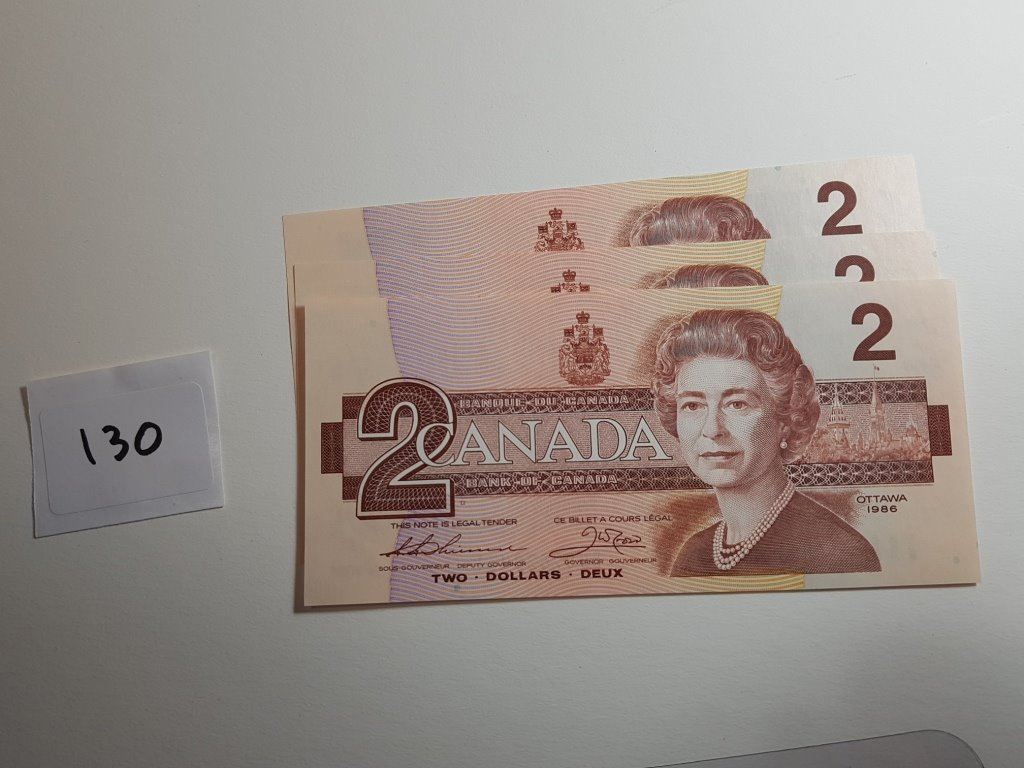 130
2
2
2
2
BANQUE DU CANADA
CANADA
BANK OF CANADA
OTTAWA
1986
THIS NOTE IS LEGAL TENDER
CE BILLET A COURS LÉGAL
SOUS-GOUVERNEUR DEPUTY GOVERNOR
GOVERNOR GOUVERNEUR
TWO · DOLLARS · DEUX